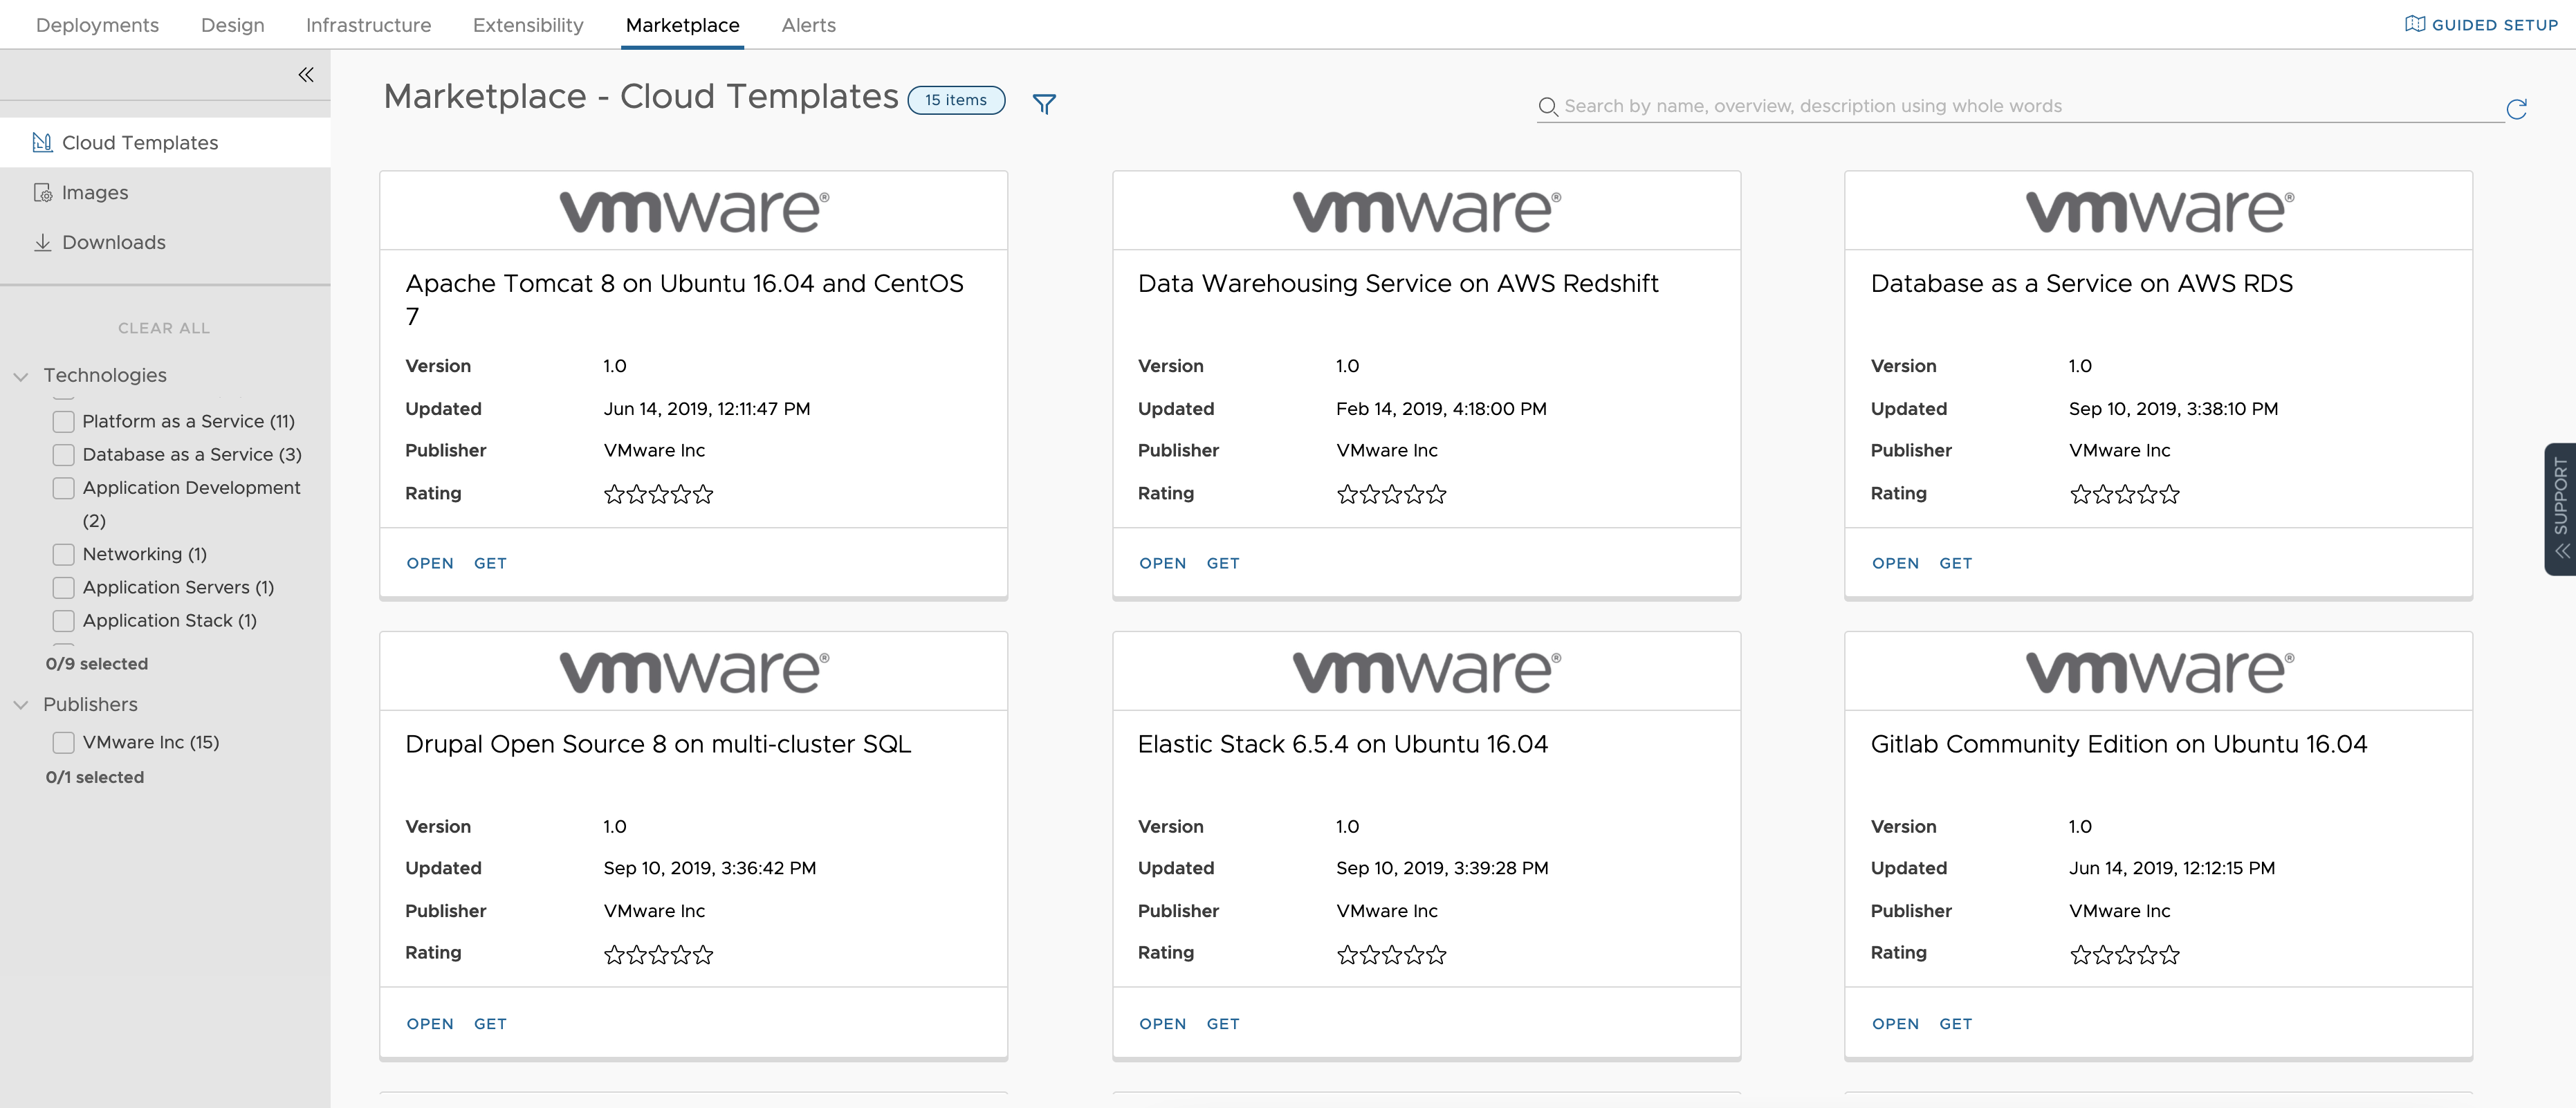 Deployments
Design
Infrastructure
Extensibility
Marketplace
Alerts
GUIDED SETUP
Cloud Templates
Images
Downloads
CLEAR ALL
Technologies
Platform as a Service (11)
Database as a Service (3)
Application Development
(2)
Networking (1)
Application Servers (1)
Application Stack (1)
0/9 selected
Publishers
VMware Inc (15)
0/1 selected
Marketplace - Cloud Templates
15 items
Search by name, overview, description using whole words
vmware®
Apache Tomcat 8 on Ubuntu 16.04 and CentOS
7
Version 1.0
Updated Jun 14, 2019, 12:11:47 PM
Publisher VMware Inc
Rating
OPEN GET
vmware®
Data Warehousing Service on AWS Redshift
Version 1.0
Updated Feb 14, 2019, 4:18:00 PM
Publisher VMware Inc
Rating
OPEN GET
vmware®
Database as a Service on AWS RDS
Version 1.0
Updated Sep 10, 2019, 3:38:10 PM
Publisher VMware Inc
Rating
OPEN GET
vmware®
Drupal Open Source 8 on multi-cluster SQL
Version 1.0
Updated Sep 10, 2019, 3:36:42 PM
Publisher VMware Inc
Rating
OPEN GET
vmware®
Elastic Stack 6.5.4 on Ubuntu 16.04
Version 1.0
Updated Sep 10, 2019, 3:39:28 PM
Publisher VMware Inc
Rating
OPEN GET
vmware®
Gitlab Community Edition on Ubuntu 16.04
Version 1.0
Updated Jun 14, 2019, 12:12:15 PM
Publisher VMware Inc
Rating
OPEN GET
SUPPORT